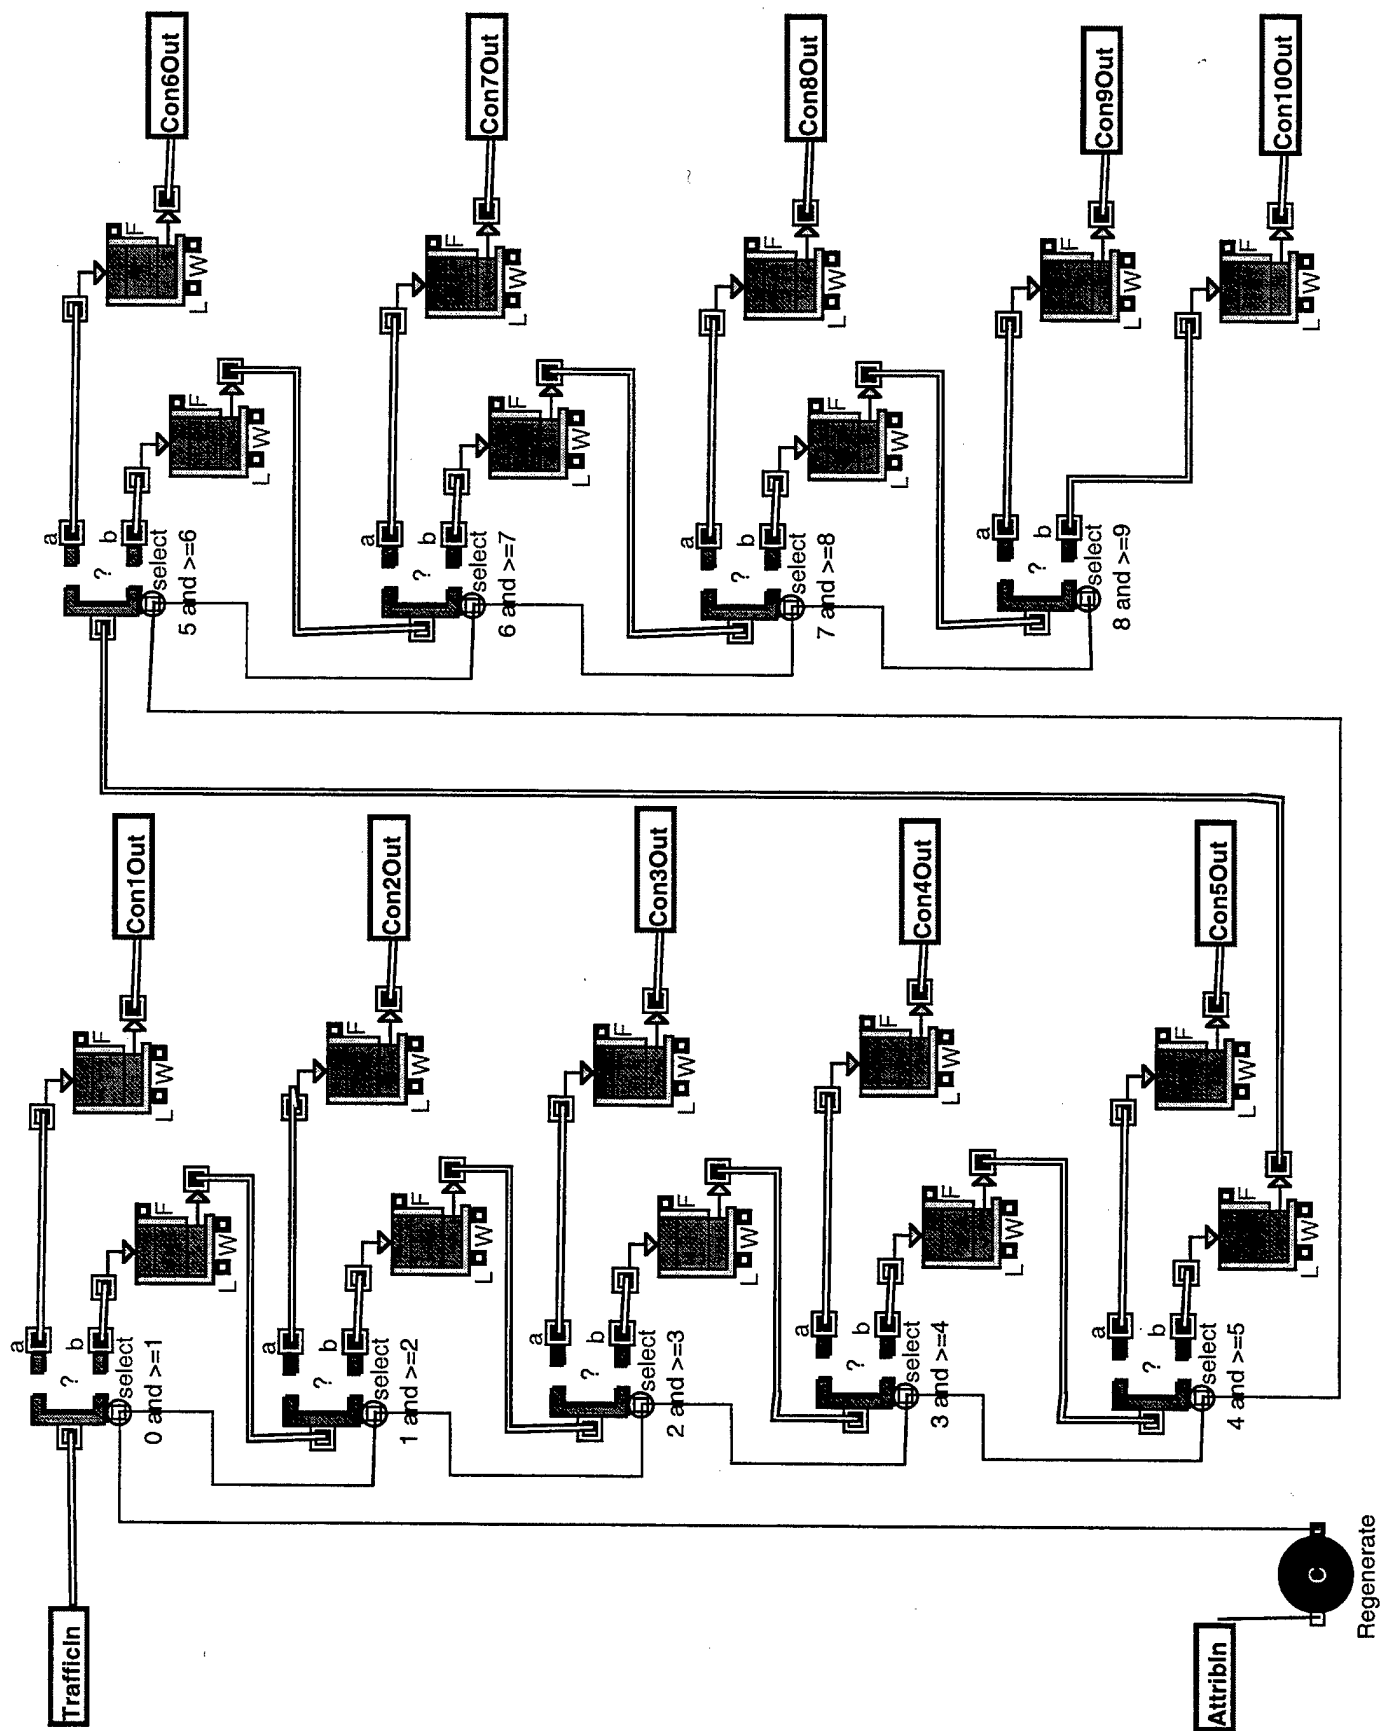 TrafficIn
a
?
b
select
0 and >=1
F
L W
F
L W
Con1Out
a
?
b
select
1 and >=2
F
L W
F
L W
Con2Out
a
?
b
select
2 and >=3
F
L W
F
L W
Con3Out
a
?
b
select
3 and >=4
F
L W
F
L W
Con4Out
a
?
b
select
4 and >=5
F
L W
F
L W
Con5Out
AttribIn
C
Regenerate
a
?
b
select
5 and >=6
F
L W
F
L W
Con6Out
a
?
b
select
6 and >=7
F
L W
F
L W
Con7Out
a
?
b
select
7 and >=8
F
L W
F
L W
Con8Out
a
?
b
select
8 and >=9
F
L W
Con9Out
F
L W
Con10Out